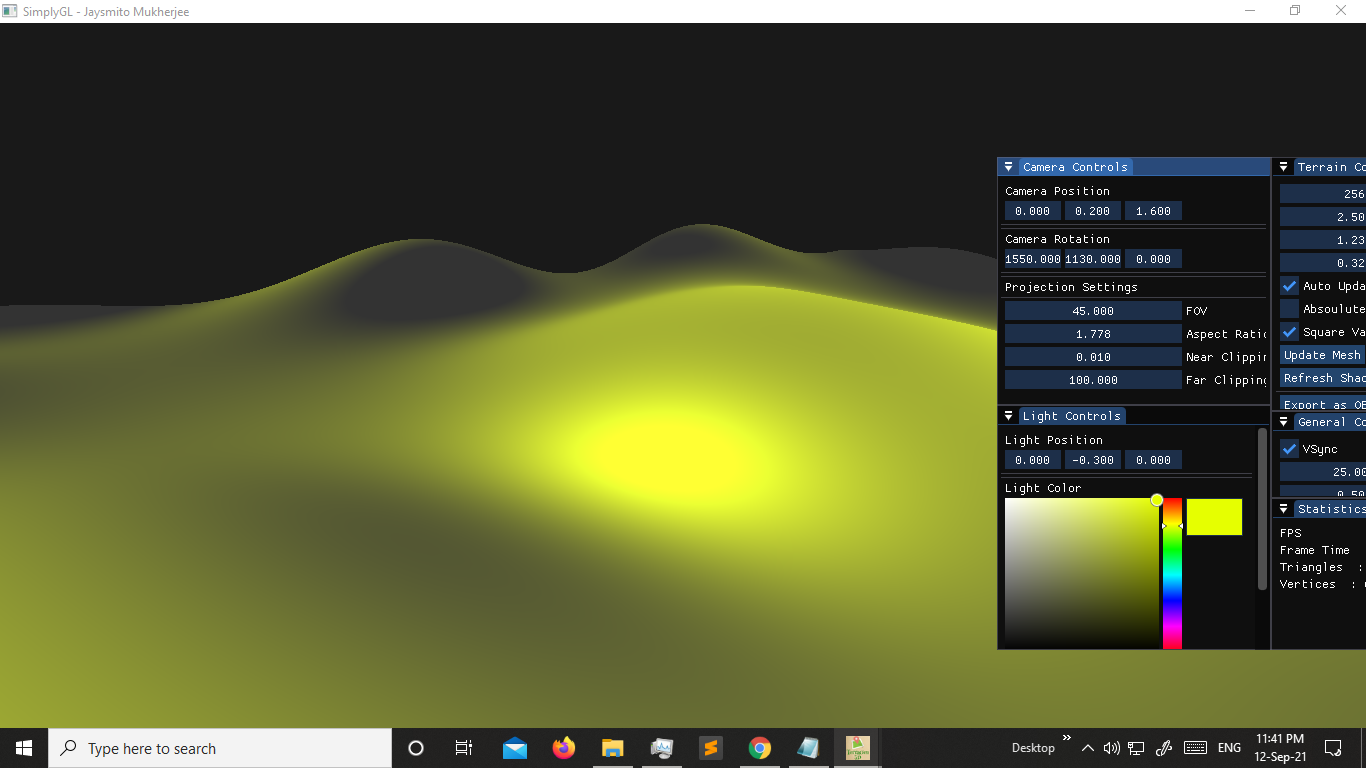 SimplyGL - Jaysmito Mukherjee
Camera Controls
Camera Position
0.000 0.200 1.600
Camera Rotation
1550.000 1130.000 0.000
Projection Settings
45.000 FOV
1.778 Aspect Ratio
0.010 Near Clippin
100.000 Far Clipping
Light Controls
Light Position
0.000 -0.300 0.000
Light Color
Terrain Co
256
2.50
1.23
0.32
Auto Upda
Absoulute
Square Va
Update Mesh
Refresh Shad
Export as OB
General Co
VSync
25.00
0.50
Statistics
FPS
Frame Time
Triangles :
Vertices :
Type here to search
Desktop
ENG
11:41 PM
12-Sep-21